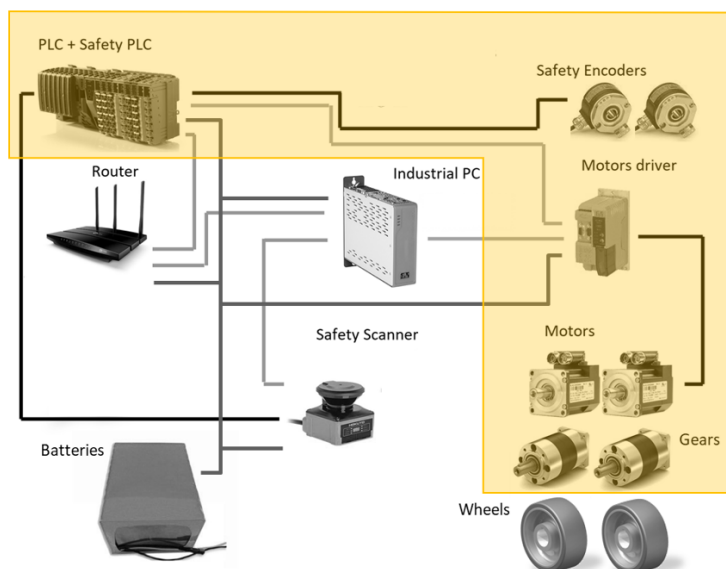 PLC + Safety PLC
Safety Encoders
Router
Industrial PC
Motors driver
Safety Scanner
Motors
Batteries
Gears
Wheels